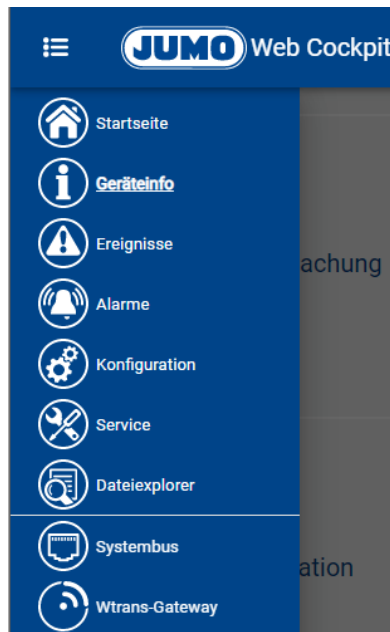 JUMO Web Cockpit
Startseite
Geräteinfo
Ereignisse
achung
Alarme
Konfiguration
Service
Dateiexplorer
Systembus
ation
Wtrans-Gateway